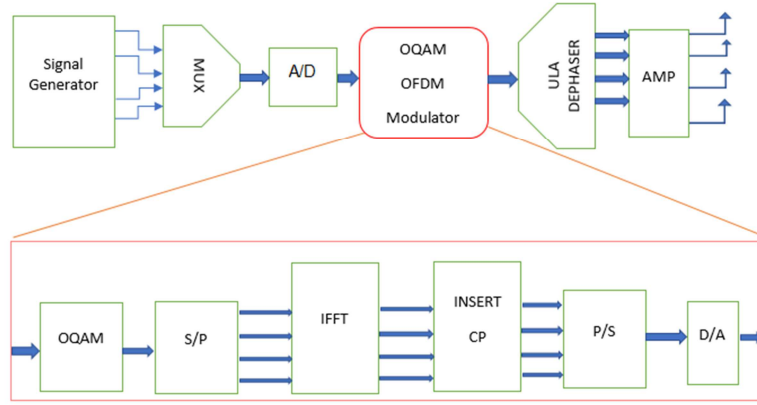 Signal
Generator
MUX
A/D
OQAM
OFDM
Modulator
ULA
DEPHASER
AMP
OQAM
S/P
IFFT
INSERT
CP
P/S
D/A